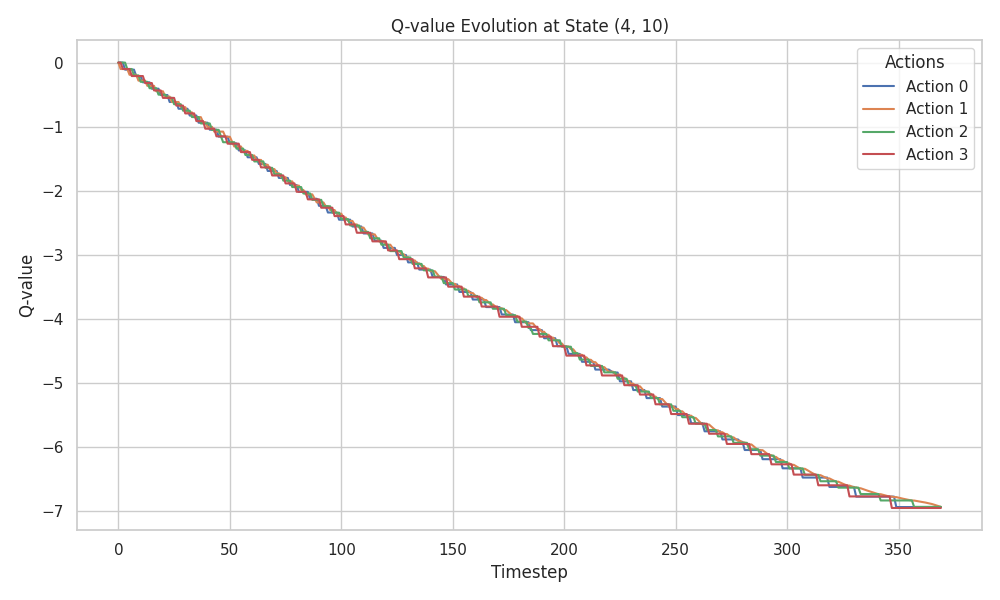 Q-value Evolution at State (4, 10)
Actions
Action 0
Action 1
Action 2
Action 3
Q-value
0
−1
−2
−3
−4
−5
−6
−7
0 50 100 150 200 250 300 350
Timestep